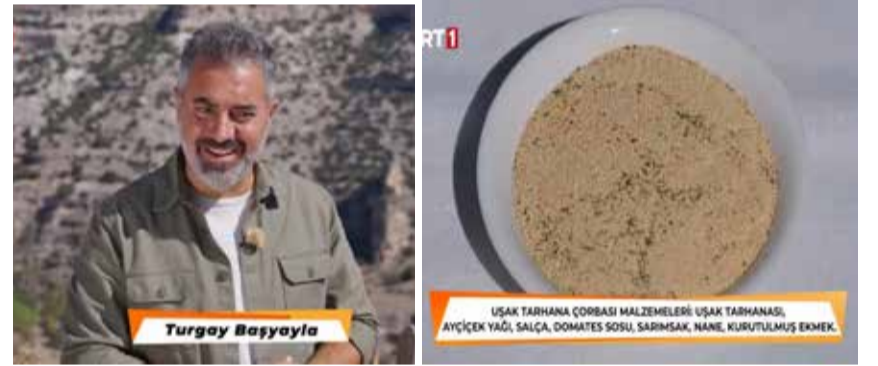 Turgay Başyayla
RT1
UŞAK TARHANA ÇORBASI MALZEMELERİ: UŞAK TARHANASI,
AYÇİÇEK YAĞI, SALÇA, DOMATES SOSU, SARIMSAK, NANE, KURUTULMUŞ EKMEK.